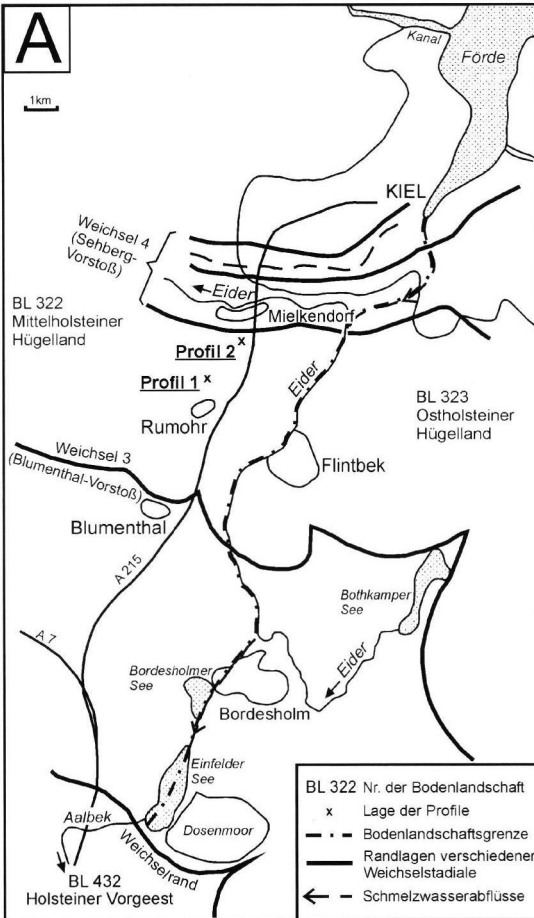 A
1km
Kanal
Förde
KIEL
Weichsel 4
(Sehberg-
Vorstoß)
Eider
BL 322
Mittelholsteiner
Hügelland
Mielkendorf
Profil 2 x
Profil 1 x
Rumohr
Eider
BL 323
Ostholsteiner
Hügelland
Weichsel 3
(Blumenthal-Vorstoß)
Flintbek
Blumenthal
A 215
A 7
Bothkamper
See
Eider
Bordesholmer
See
Bordesholm
Einfelder
See
Aalbek
Dosenmoor
Weichselrand
BL 432
Holsteiner Vorgeest
BL 322 Nr. der Bodenlandschaft
x Lage der Profile
Bodenlandschaftsgrenze
Randlagen verschiedener
Weichselstadiale
Schmelzwasserabflüsse